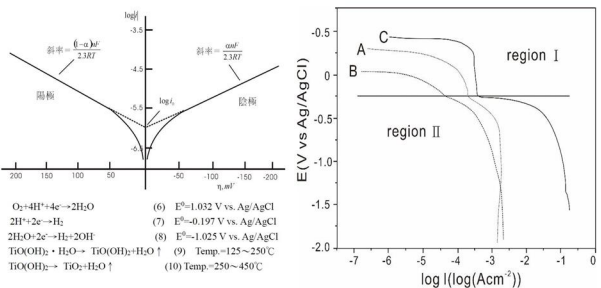 log|i|
-3.5
-4.5
-5.5
-6.5
斜率=(1-α)nF/2.3RT
斜率=αnF/2.3RT
陽極
陰極
log i₀
200 150 100 50 0 -50 -100 -150 -200
η, mV
O₂+4H⁺+4e⁻→2H₂O (6) E⁰=1.032 V vs. Ag/AgCl
2H⁺+2e⁻→H₂ (7) E⁰=-0.197 V vs. Ag/AgCl
2H₂O+2e⁻→H₂+2OH⁻ (8) E⁰=-1.025 V vs. Ag/AgCl
TiO(OH)₂·H₂O→ TiO(OH)₂+H₂O↑ (9) Temp.=125~250℃
TiO(OH)₂→ TiO₂+H₂O↑ (10) Temp.=250~450℃
E(V vs Ag/AgCl)
-0.5
0.0
-0.5
-1.0
-1.5
-2.0
C
A
B
region Ⅰ
region Ⅱ
-7 -6 -5 -4 -3 -2 -1 0
log I(log(Acm⁻²)